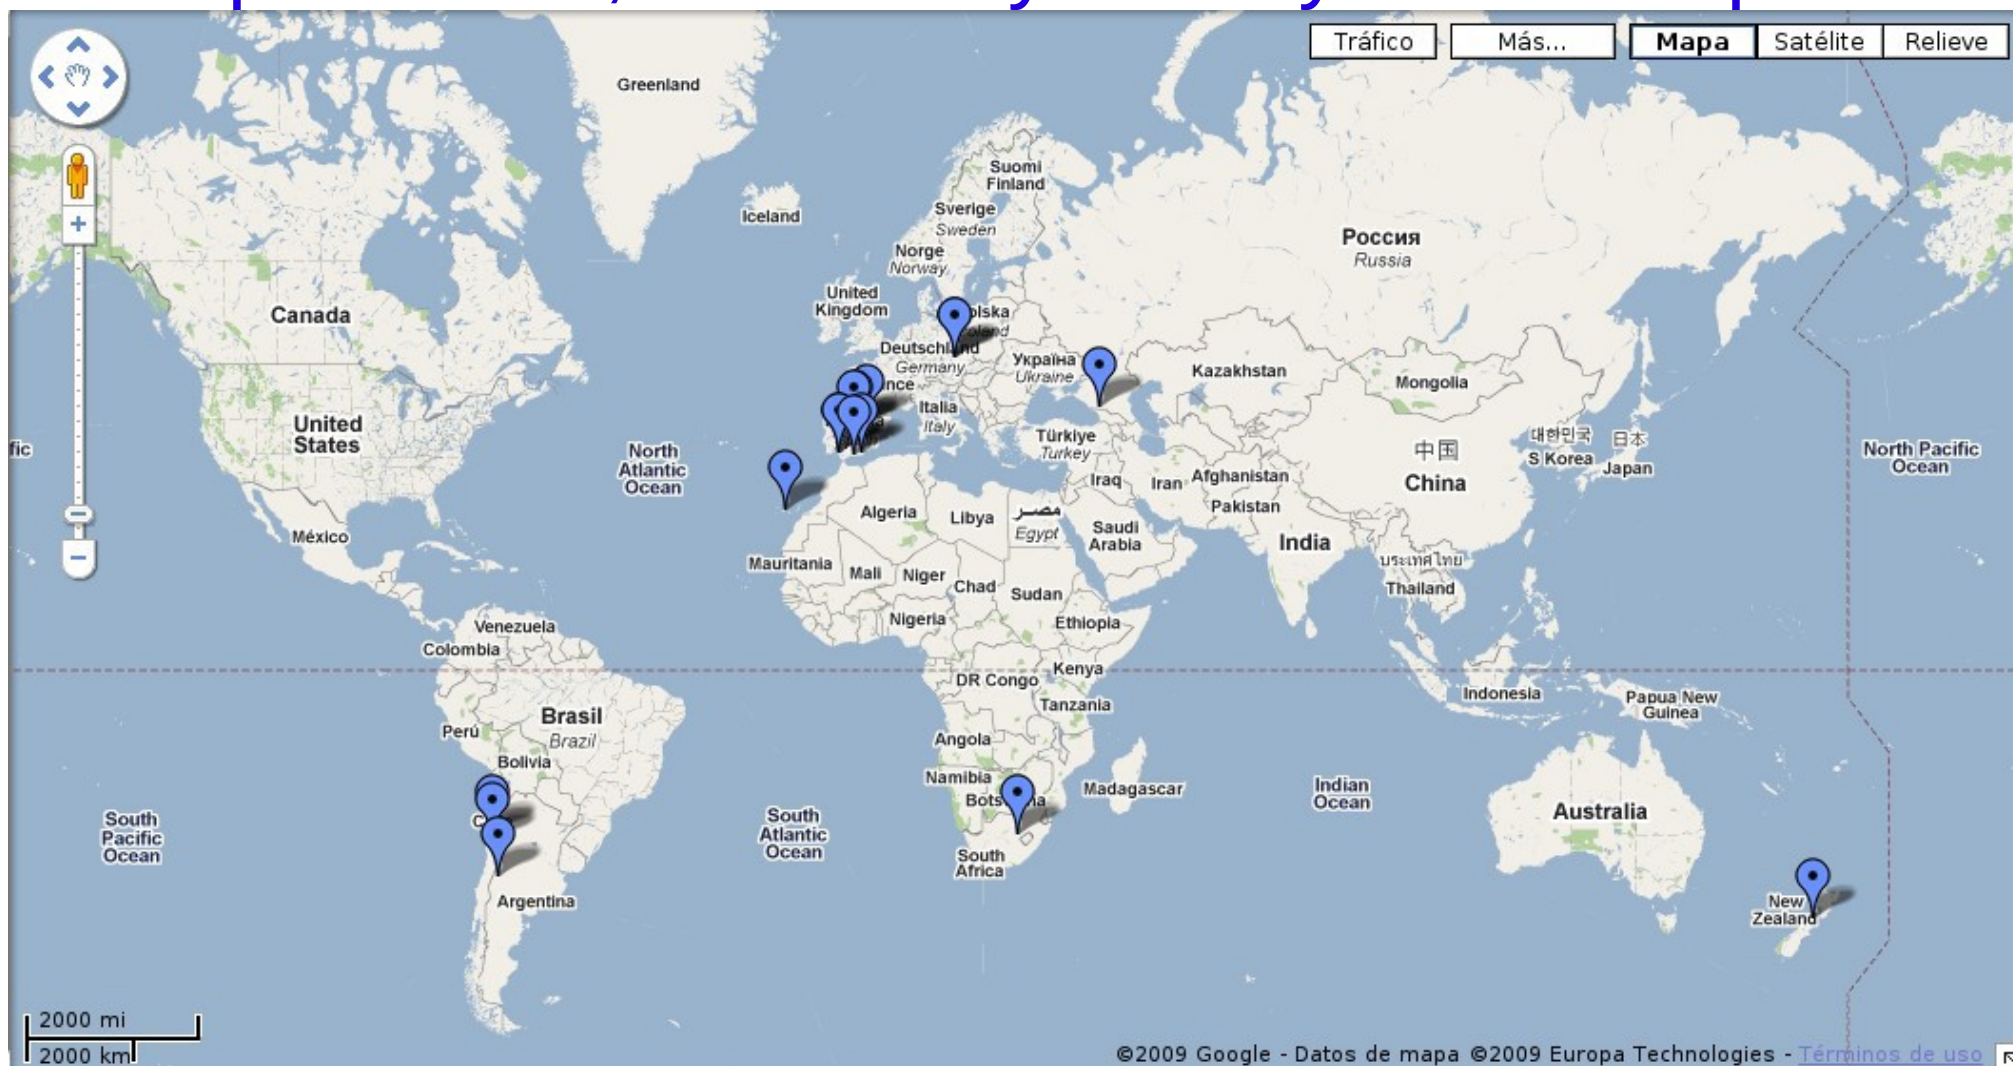 Tráfico
Más...
Mapa
Satélite
Relieve
Greenland
Suomi
Finland
Iceland
Sverige
Sweden
Россия
Russia
Norge
Norway
United
Kingdom
Canada
Deutschland
Germany
Україна
Ukraine
Kazakhstan
Mongolia
Italia
Italy
United
States
Türkiye
Turkey
中国
China
대한민국
S Korea
日本
Japan
North Pacific
Ocean
fic
North
Atlantic
Ocean
Iraq
Iran
Afghanistan
Pakistan
Algeria
Libya
مصر
Egypt
Saudi
Arabia
India
México
Mauritania
Mali
Niger
Chad
Sudan
ประเทศไทย
Thailand
Nigeria
Ethiopia
Venezuela
Colombia
DR Congo
Kenya
Indonesia
Papua New
Guinea
Tanzania
Brasil
Brazil
Perú
Bolivia
Angola
Namibia
Madagascar
Indian
Ocean
Australia
South
Pacific
Ocean
South
Atlantic
Ocean
South
Africa
Argentina
New
Zealand
2000 mi
2000 km
©2009 Google - Datos de mapa ©2009 Europa Technologies - Términos de uso